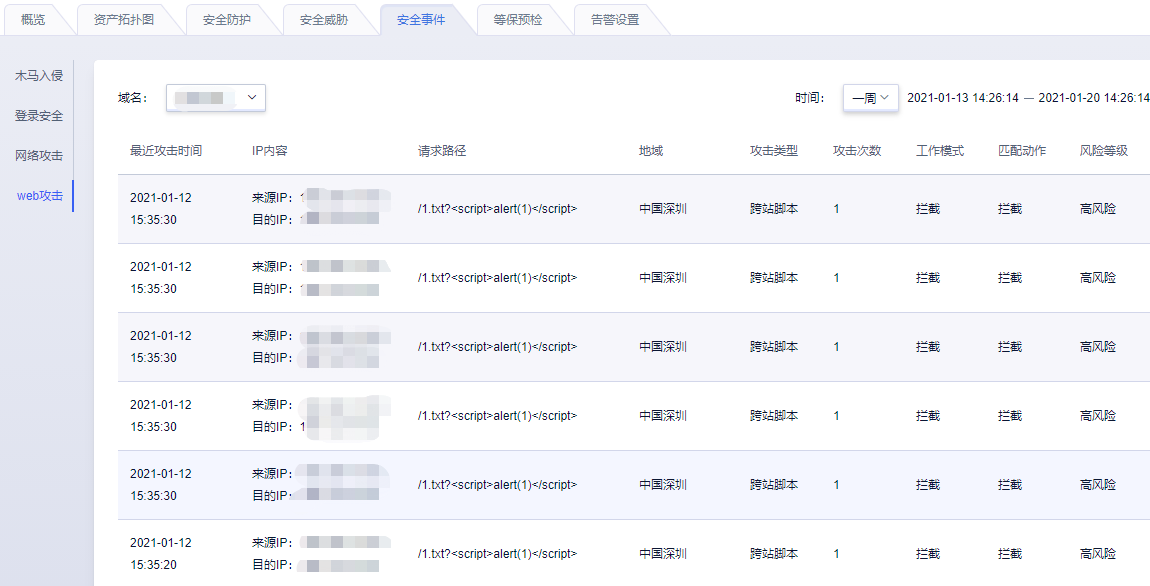 概览 资产拓扑图 安全防护 安全威胁 安全事件 等保预检 告警设置
木马入侵
登录安全
网络攻击
web攻击
域名： 时间： 一周 2021-01-13 14:26:14 — 2021-01-20 14:26:14
最近攻击时间 IP内容 请求路径 地域 攻击类型 攻击次数 工作模式 匹配动作 风险等级
2021-01-12 来源IP：
15:35:30 目的IP：
/1.txt?<script>alert(1)</script> 中国深圳 跨站脚本 1 拦截 拦截 高风险
2021-01-12 来源IP：
15:35:30 目的IP：
/1.txt?<script>alert(1)</script> 中国深圳 跨站脚本 1 拦截 拦截 高风险
2021-01-12 来源IP：
15:35:30 目的IP：
/1.txt?<script>alert(1)</script> 中国深圳 跨站脚本 1 拦截 拦截 高风险
2021-01-12 来源IP：
15:35:30 目的IP： 1
/1.txt?<script>alert(1)</script> 中国深圳 跨站脚本 1 拦截 拦截 高风险
2021-01-12 来源IP：
15:35:30 目的IP：
/1.txt?<script>alert(1)</script> 中国深圳 跨站脚本 1 拦截 拦截 高风险
2021-01-12 来源IP：
15:35:20 目的IP：
/1.txt?<script>alert(1)</script> 中国深圳 跨站脚本 1 拦截 拦截 高风险